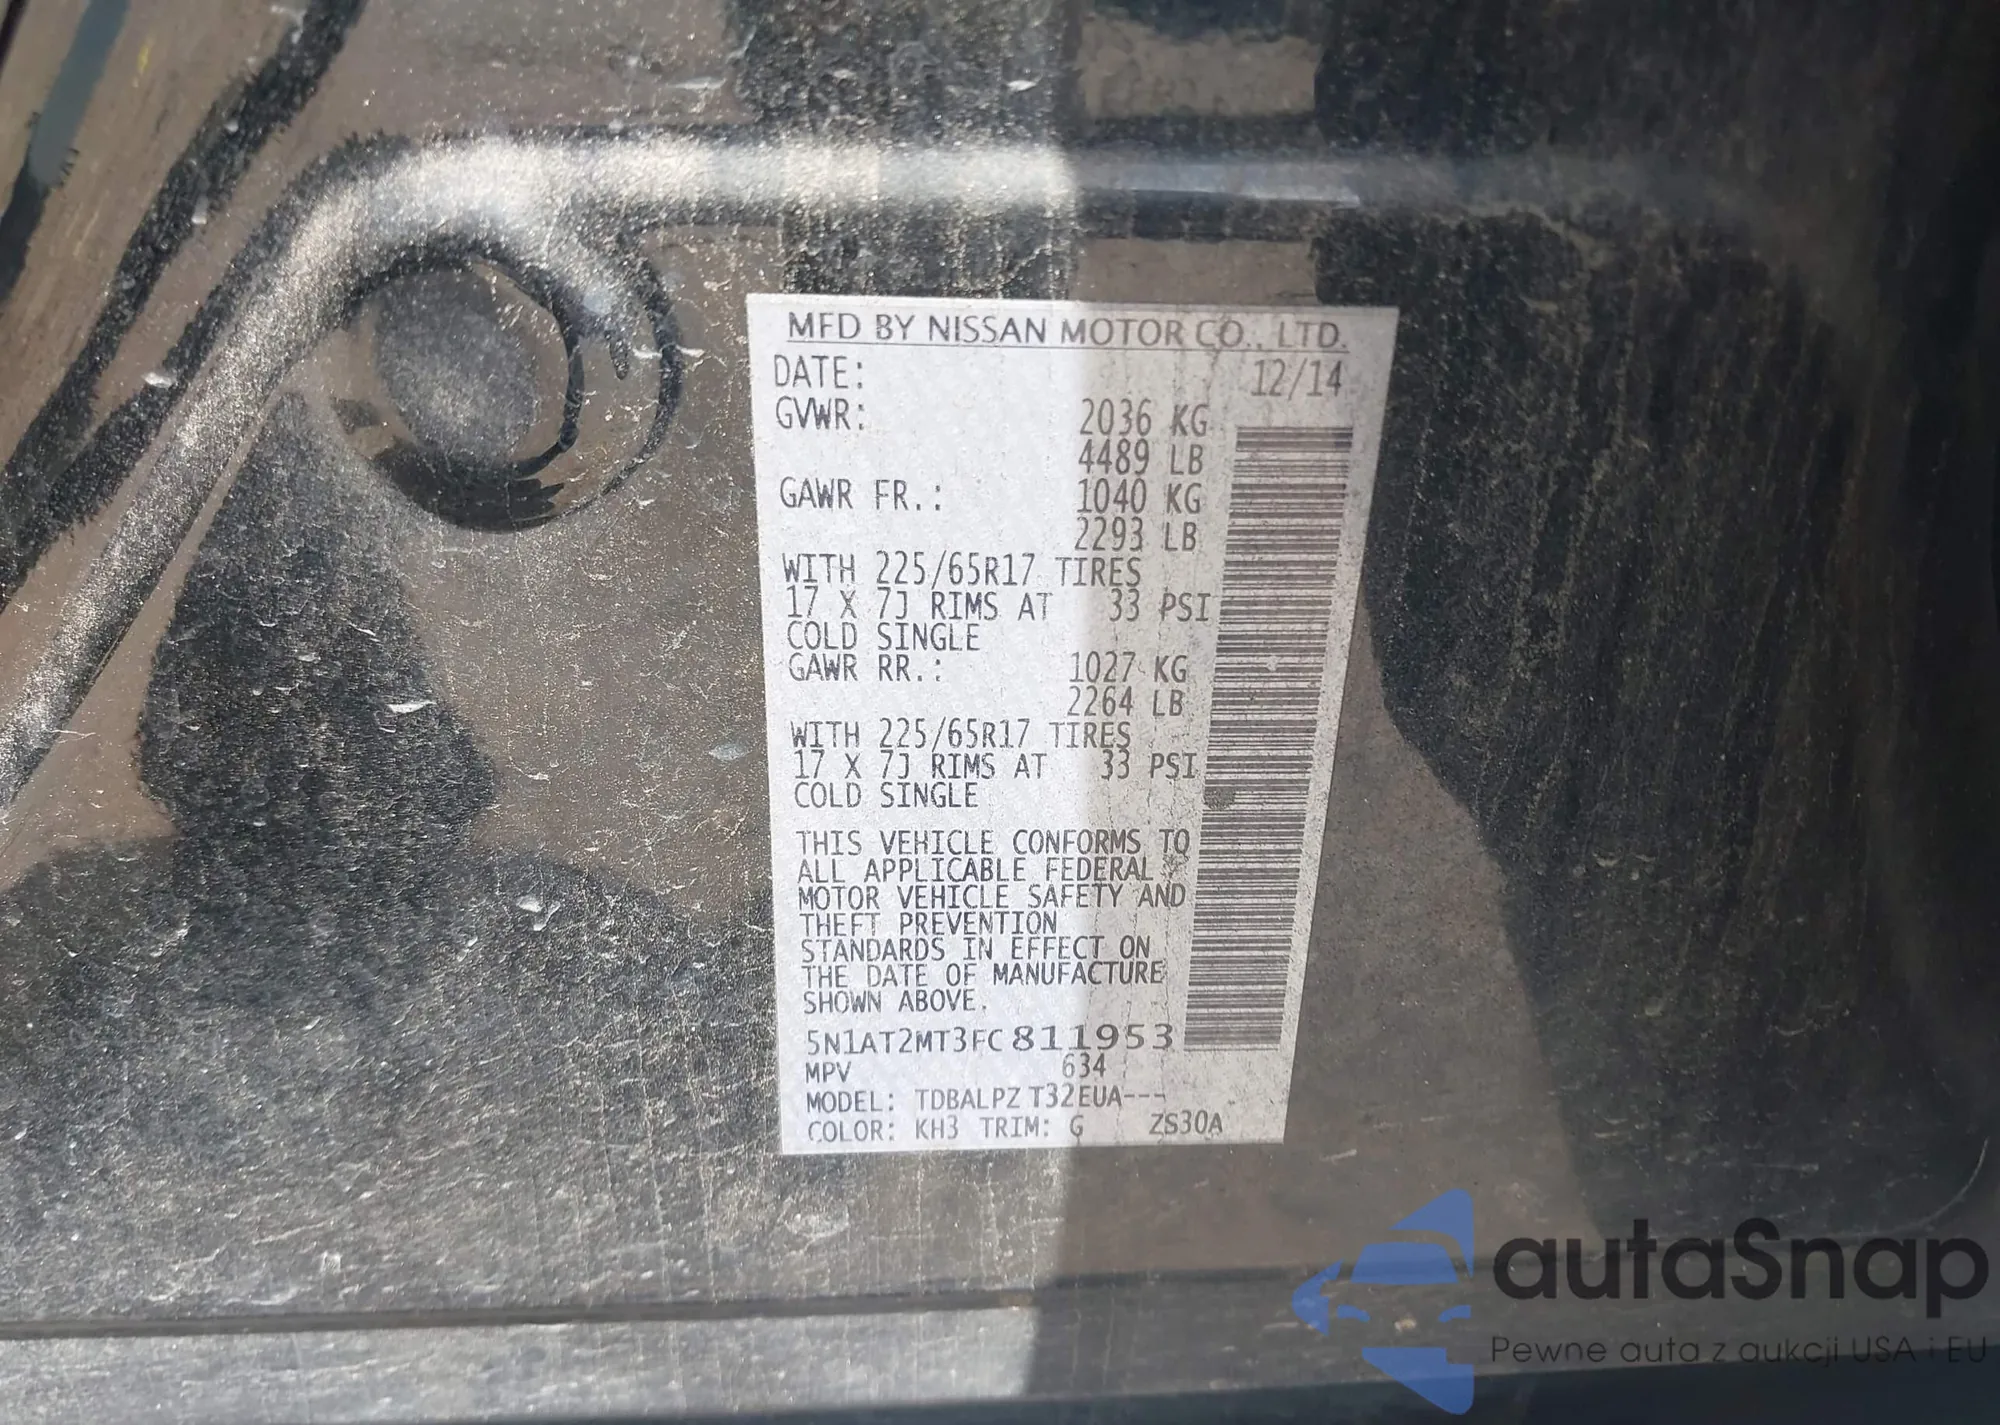 MFD BY NISSAN MOTOR CO., LTD.
DATE: 12/14
GVWR: 2036 KG
4489 LB
GAWR FR.: 1040 KG
2293 LB
WITH 225/65R17 TIRES
17 X 7J RIMS AT 33 PSI
COLD SINGLE
GAWR RR.: 1027 KG
2264 LB
WITH 225/65R17 TIRES
17 X 7J RIMS AT 33 PSI
COLD SINGLE
THIS VEHICLE CONFORMS TO
ALL APPLICABLE FEDERAL
MOTOR VEHICLE SAFETY AND
THEFT PREVENTION
STANDARDS IN EFFECT ON
THE DATE OF MANUFACTURE
SHOWN ABOVE.
5N1AT2MT3FC811953
MPV 634
MODEL: TDBALPZ T32EUA---
COLOR: KH3 TRIM: G ZS30A
autaSnap
Pewne auta z aukcji USA i EU